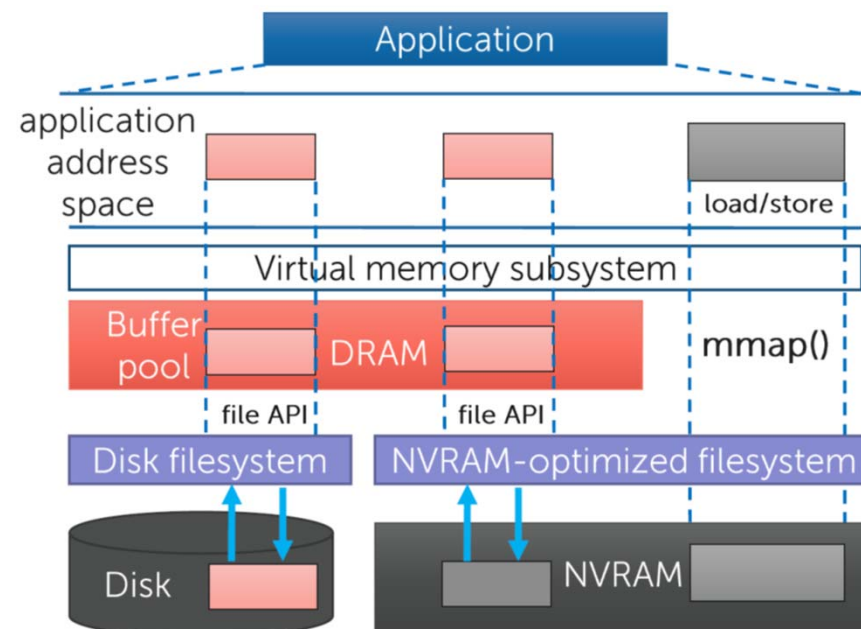 Application
application
address
space
load/store
Virtual memory subsystem
Buffer
pool
DRAM
mmap()
file API
file API
Disk filesystem
NVRAM-optimized filesystem
Disk
NVRAM